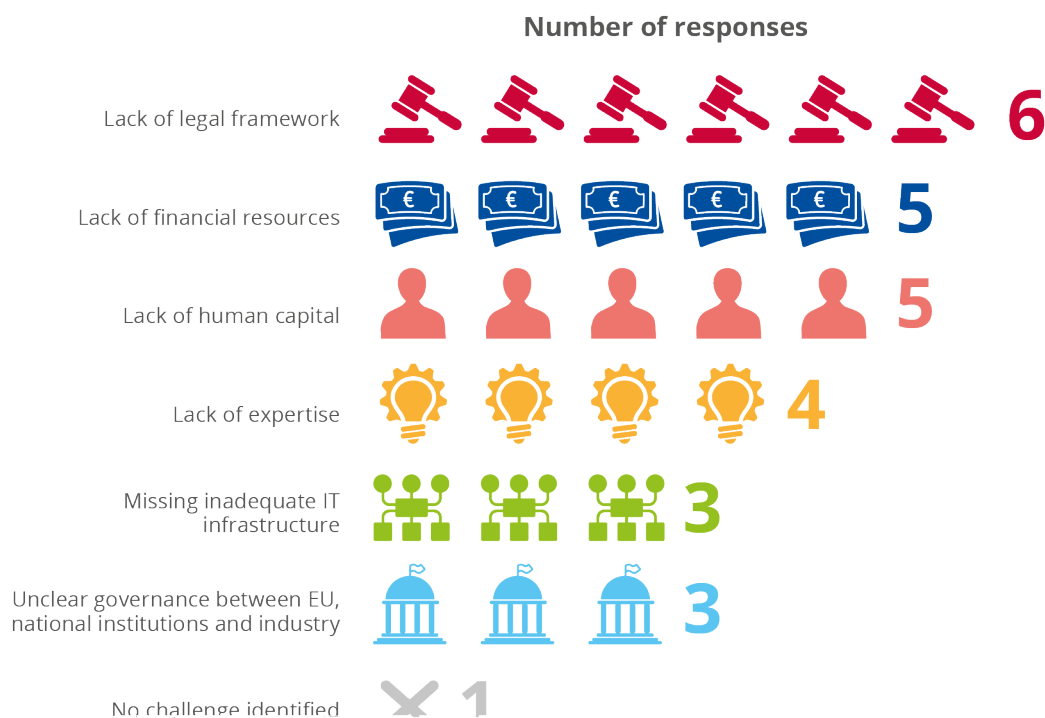 Number of responses
Lack of legal framework
6
Lack of financial resources
€ € € € €
5
Lack of human capital
5
Lack of expertise
4
Missing inadequate IT
infrastructure
3
Unclear governance between EU,
national institutions and industry
3
No challenge identified
1